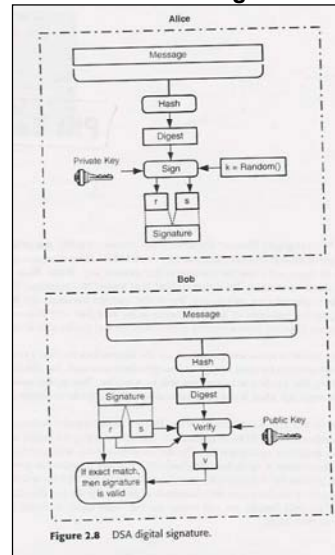 Alice
Message
Hash
Digest
Private Key
Sign
k = Random()
r s
Signature
Bob
Message
Hash
Signature
Digest
Public Key
r s
Verify
v
If exact match,
then signature
is valid
Figure 2.8 DSA digital signature.